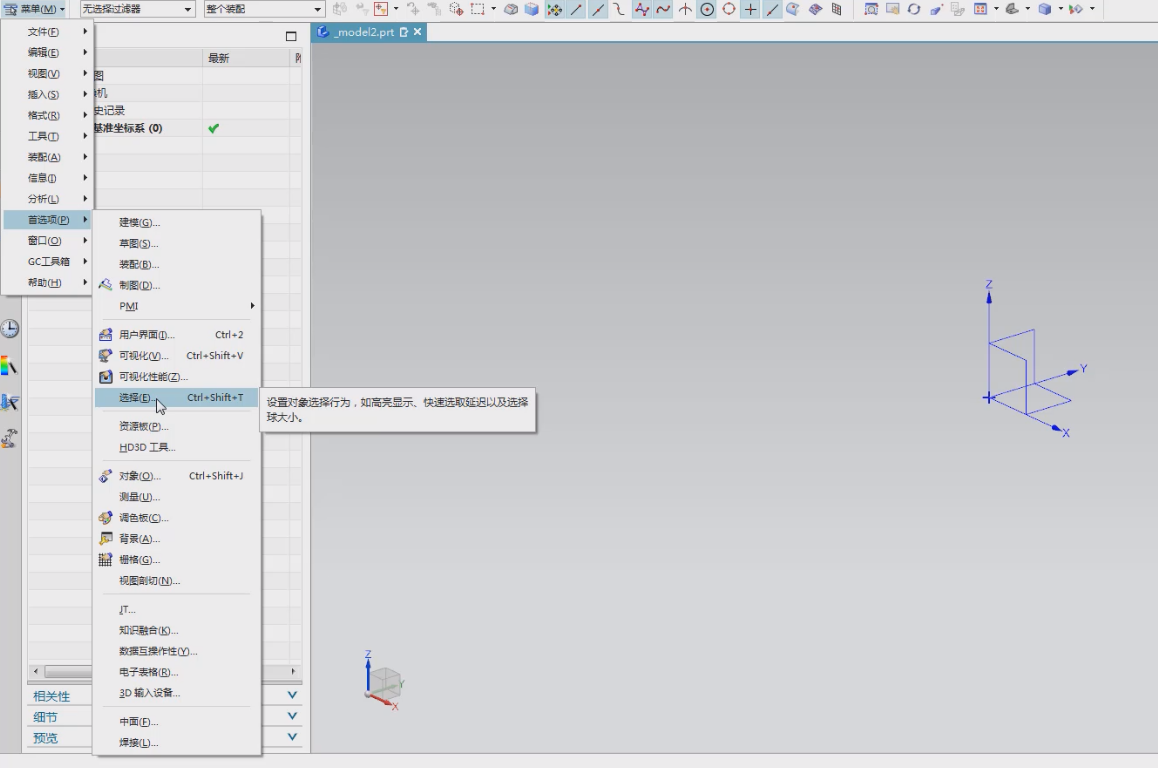 菜单(M)
无选择过滤器
整个装配
文件(F)
编辑(E)
视图(V)
插入(S)
格式(R)
工具(T)
装配(A)
信息(I)
分析(L)
首选项(P)
窗口(O)
GC工具箱
帮助(H)
_model2.prt
最新
图
机
史记录
基准坐标系 (0)
建模(G)...
草图(S)...
装配(B)...
制图(D)...
PMI
用户界面(I)... Ctrl+2
可视化(V)... Ctrl+Shift+V
可视化性能(Z)...
选择(E)... Ctrl+Shift+T
资源板(P)...
HD3D 工具...
对象(O)... Ctrl+Shift+J
测量(U)...
调色板(C)...
背景(A)...
栅格(G)...
视图剖切(N)...
JT...
知识融合(K)...
数据互操作性(Y)...
电子表格(R)...
3D 输入设备...
中面(F)...
焊接(L)...
设置对象选择行为，如高亮显示、快速选取延迟以及选择
球大小。
相关性
细节
预览
Z
Y
X
Z
Y
X